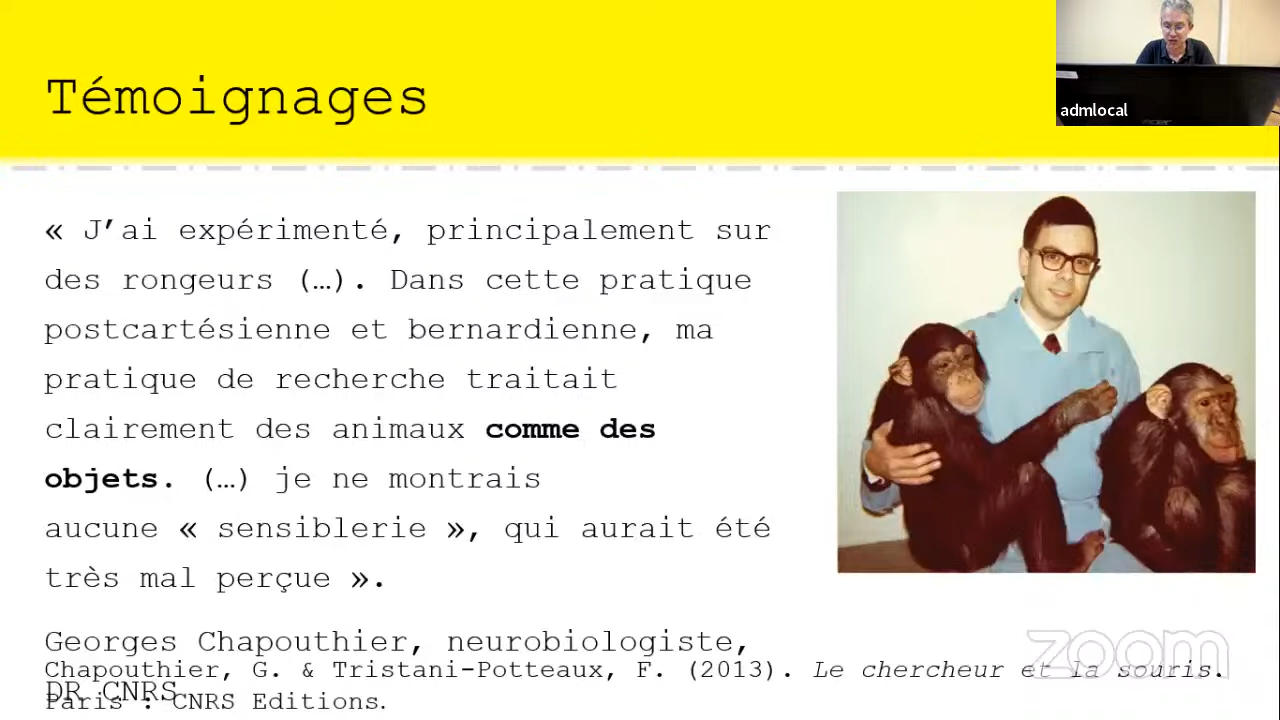 Témoignages
admlocal
« J’ai expérimenté, principalement sur
des rongeurs (…). Dans cette pratique
postcartésienne et bernardienne, ma
pratique de recherche traitait
clairement des animaux comme des
objets. (…) je ne montrais
aucune « sensiblerie », qui aurait été
très mal perçue ».
Georges Chapouthier, neurobiologiste,
DR CNRS
Chapouthier, G. & Tristani-Potteaux, F. (2013). Le chercheur et la souris.
Paris : CNRS Editions.
zoom